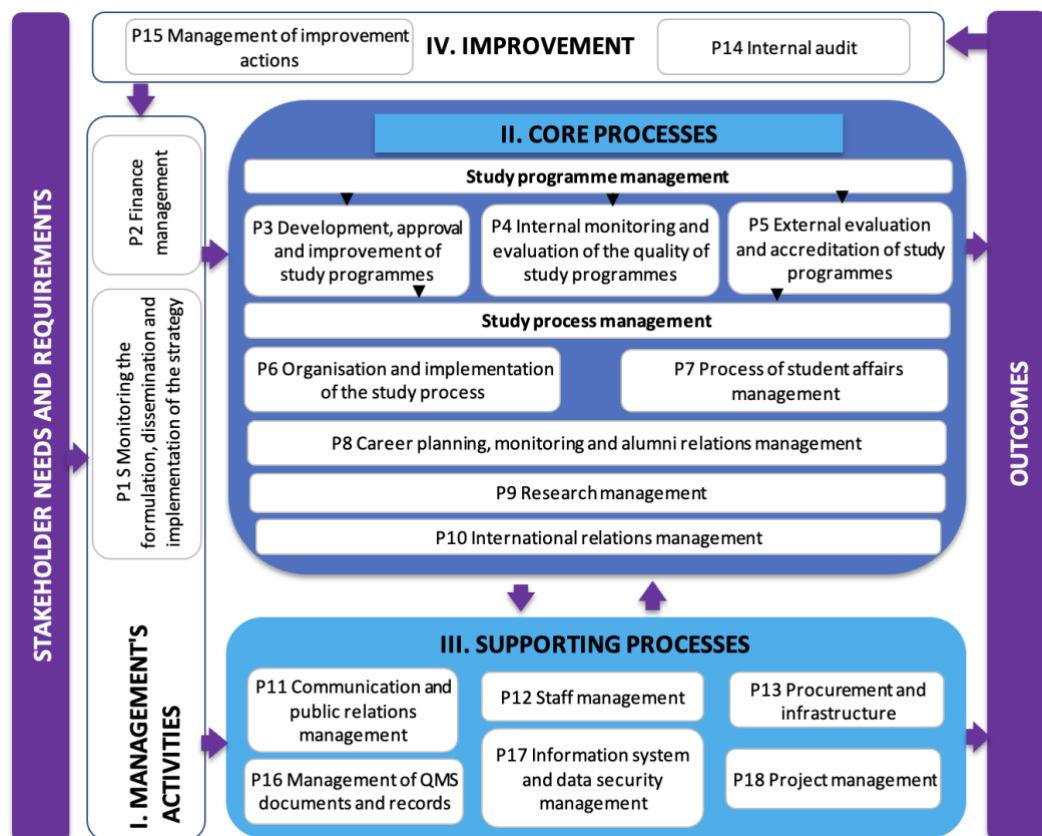 P15 Management of improvement
actions
IV. IMPROVEMENT
P14 Internal audit
STAKEHOLDER NEEDS AND REQUIREMENTS
P2 Finance
management
P1 S Monitoring the
formulation, dissemination and
implementation of the strategy
I. MANAGEMENT'S
ACTIVITIES
II. CORE PROCESSES
Study programme management
P3 Development, approval
and improvement of
study programmes
P4 Internal monitoring and
evaluation of the quality of
study programmes
P5 External evaluation
and accreditation of study
programmes
Study process management
P6 Organisation and implementation
of the study process
P7 Process of student affairs
management
P8 Career planning, monitoring and alumni relations management
P9 Research management
P10 International relations management
III. SUPPORTING PROCESSES
P11 Communication and
public relations
management
P12 Staff management
P13 Procurement and
infrastructure
P16 Management of QMS
documents and records
P17 Information system
and data security
management
P18 Project management
OUTCOMES